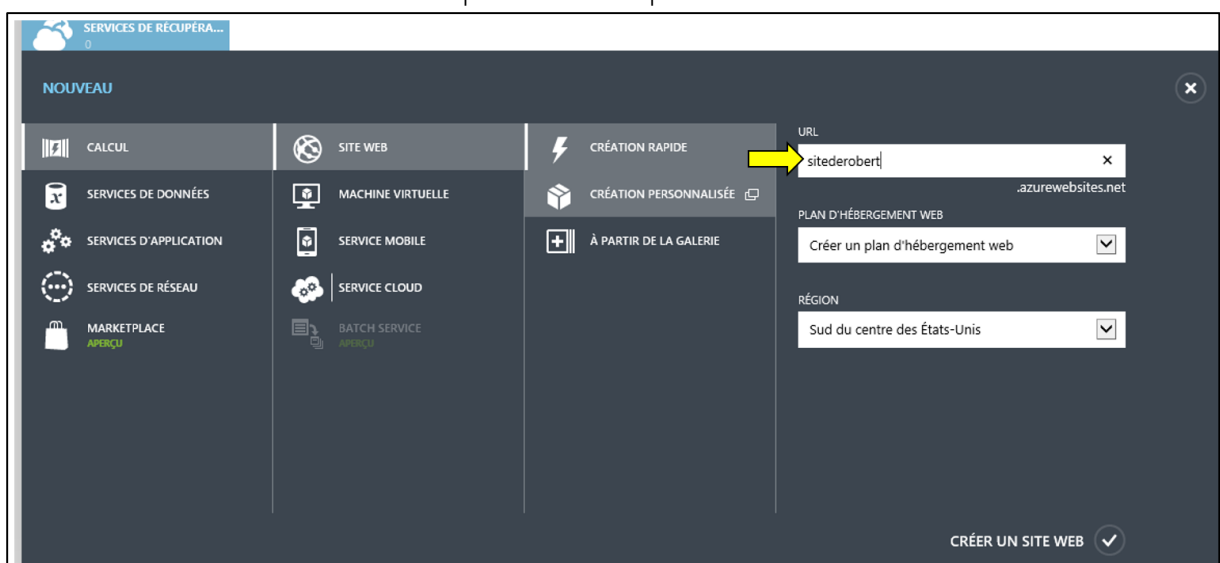 SERVICES DE RÉCUPÉRA...
0
NOUVEAU
CALCUL
SERVICES DE DONNÉES
SERVICES D'APPLICATION
SERVICES DE RÉSEAU
MARKETPLACE
APERÇU
SITE WEB
MACHINE VIRTUELLE
SERVICE MOBILE
SERVICE CLOUD
BATCH SERVICE
APERÇU
CRÉATION RAPIDE
CRÉATION PERSONNALISÉE
À PARTIR DE LA GALERIE
URL
sitederobert
.azurewebsites.net
PLAN D'HÉBERGEMENT WEB
Créer un plan d'hébergement web
RÉGION
Sud du centre des États-Unis
CRÉER UN SITE WEB